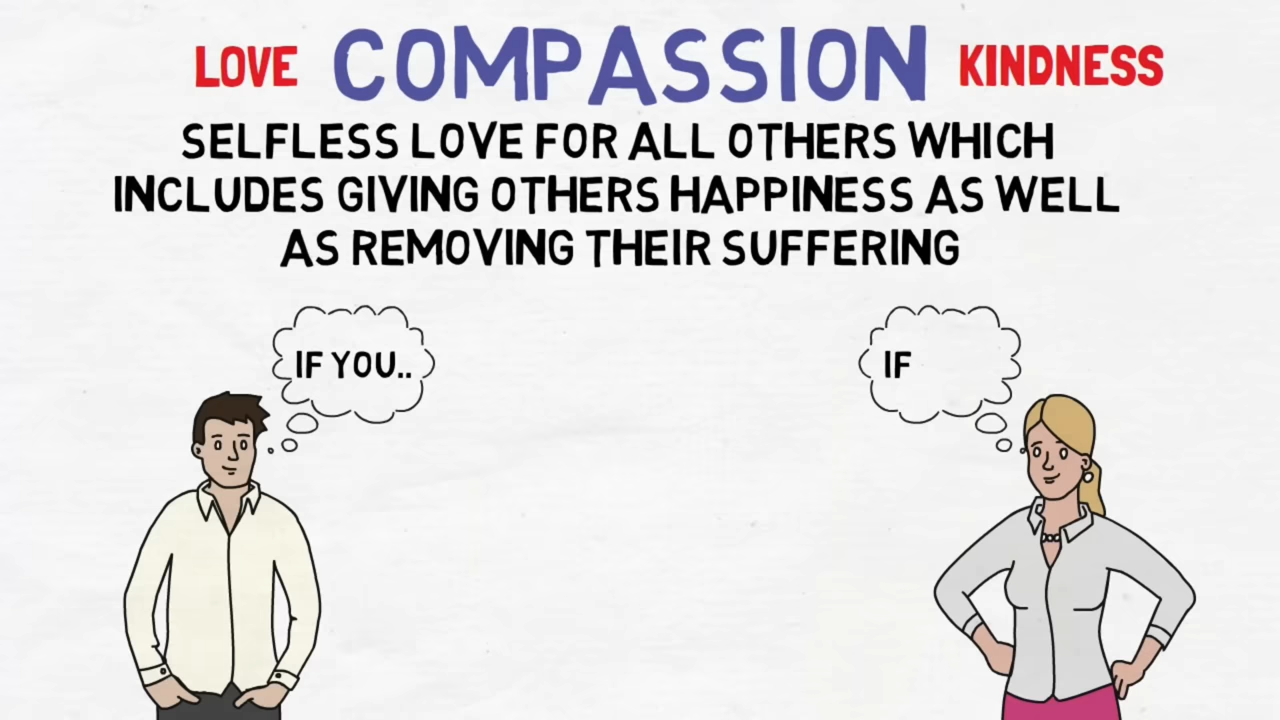 LOVE COMPASSION KINDNESS
SELFLESS LOVE FOR ALL OTHERS WHICH
INCLUDES GIVING OTHERS HAPPINESS AS WELL
AS REMOVING THEIR SUFFERING
IF YOU..
IF